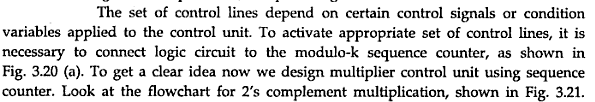 The set of control lines depend on certain control signals or condition
variables applied to the control unit. To activate appropriate set of control lines, it is
necessary to connect logic circuit to the modulo-k sequence counter, as shown in
Fig. 3.20 (a). To get a clear idea now we design multiplier control unit using sequence
counter. Look at the flowchart for 2's complement multiplication, shown in Fig. 3.21.